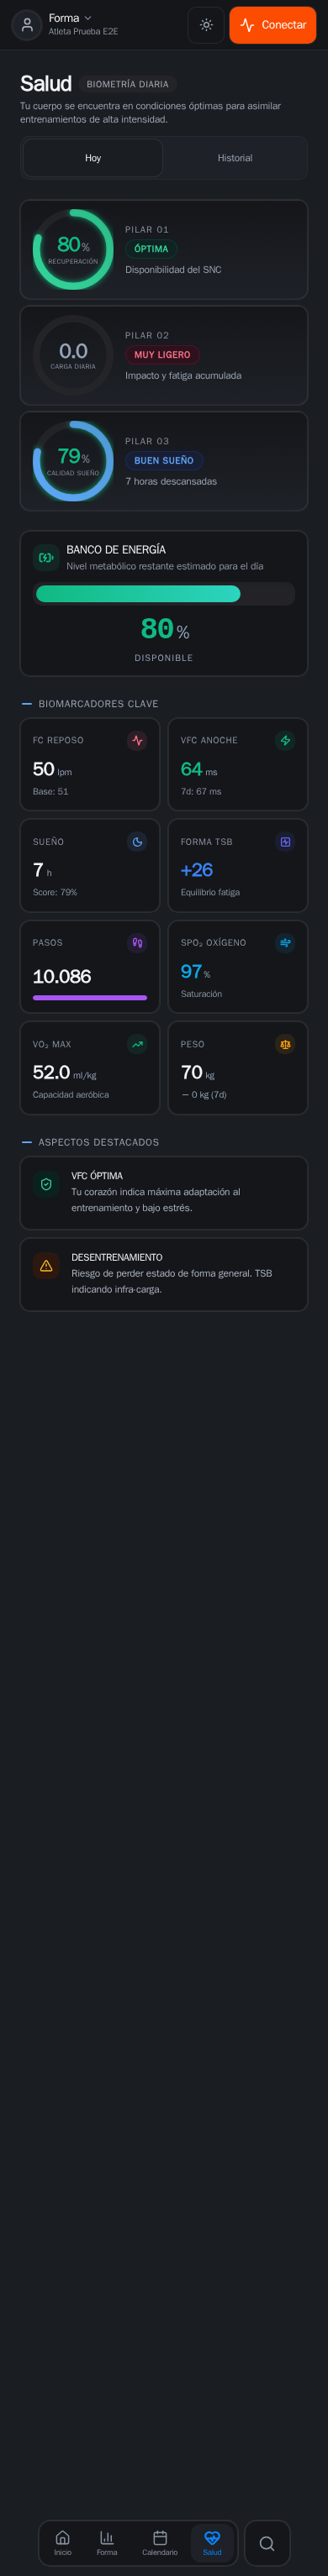 Forma
Atleta Prueba E2E
Conectar
Salud
BIOMETRÍA DIARIA
Tu cuerpo se encuentra en condiciones óptimas para asimilar
entrenamientos de alta intensidad.
Hoy
Historial
80%
RECUPERACIÓN
PILAR 01
ÓPTIMA
Disponibilidad del SNC
0.0
CARGA DIARIA
PILAR 02
MUY LIGERO
Impacto y fatiga acumulada
79%
CALIDAD SUEÑO
PILAR 03
BUEN SUEÑO
7 horas descansadas
BANCO DE ENERGÍA
Nivel metabólico restante estimado para el día
80%
DISPONIBLE
BIOMARCADORES CLAVE
FC REPOSO
50 lpm
Base: 51
VFC ANOCHE
64 ms
7d: 67 ms
SUEÑO
7 h
Score: 79%
FORMA TSB
+26
Equilibrio fatiga
PASOS
10.086
SPO₂ OXÍGENO
97%
Saturación
VO₂ MAX
52.0 ml/kg
Capacidad aeróbica
PESO
70 kg
— 0 kg (7d)
ASPECTOS DESTACADOS
VFC ÓPTIMA
Tu corazón indica máxima adaptación al
entrenamiento y bajo estrés.
DESENTRENAMIENTO
Riesgo de perder estado de forma general. TSB
indicando infra-carga.
Inicio
Forma
Calendario
Salud